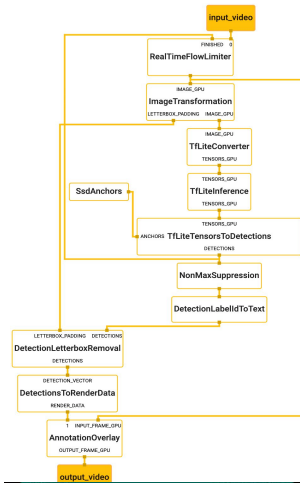 input_video
FINISHED 0
RealTimeFlowLimiter
IMAGE_GPU
ImageTransformation
LETTERBOX_PADDING IMAGE_GPU
IMAGE_GPU
TfLiteConverter
TENSORS_GPU
TENSORS_GPU
TfLiteInference
TENSORS_GPU
SsdAnchors
TENSORS_GPU
ANCHORS TfLiteTensorsToDetections
DETECTIONS
NonMaxSuppression
DetectionLabelIdToText
LETTERBOX_PADDING DETECTIONS
DetectionLetterboxRemoval
DETECTIONS
DETECTION_VECTOR
DetectionsToRenderData
RENDER_DATA
1 INPUT_FRAME_GPU
AnnotationOverlay
OUTPUT_FRAME_GPU
output_video